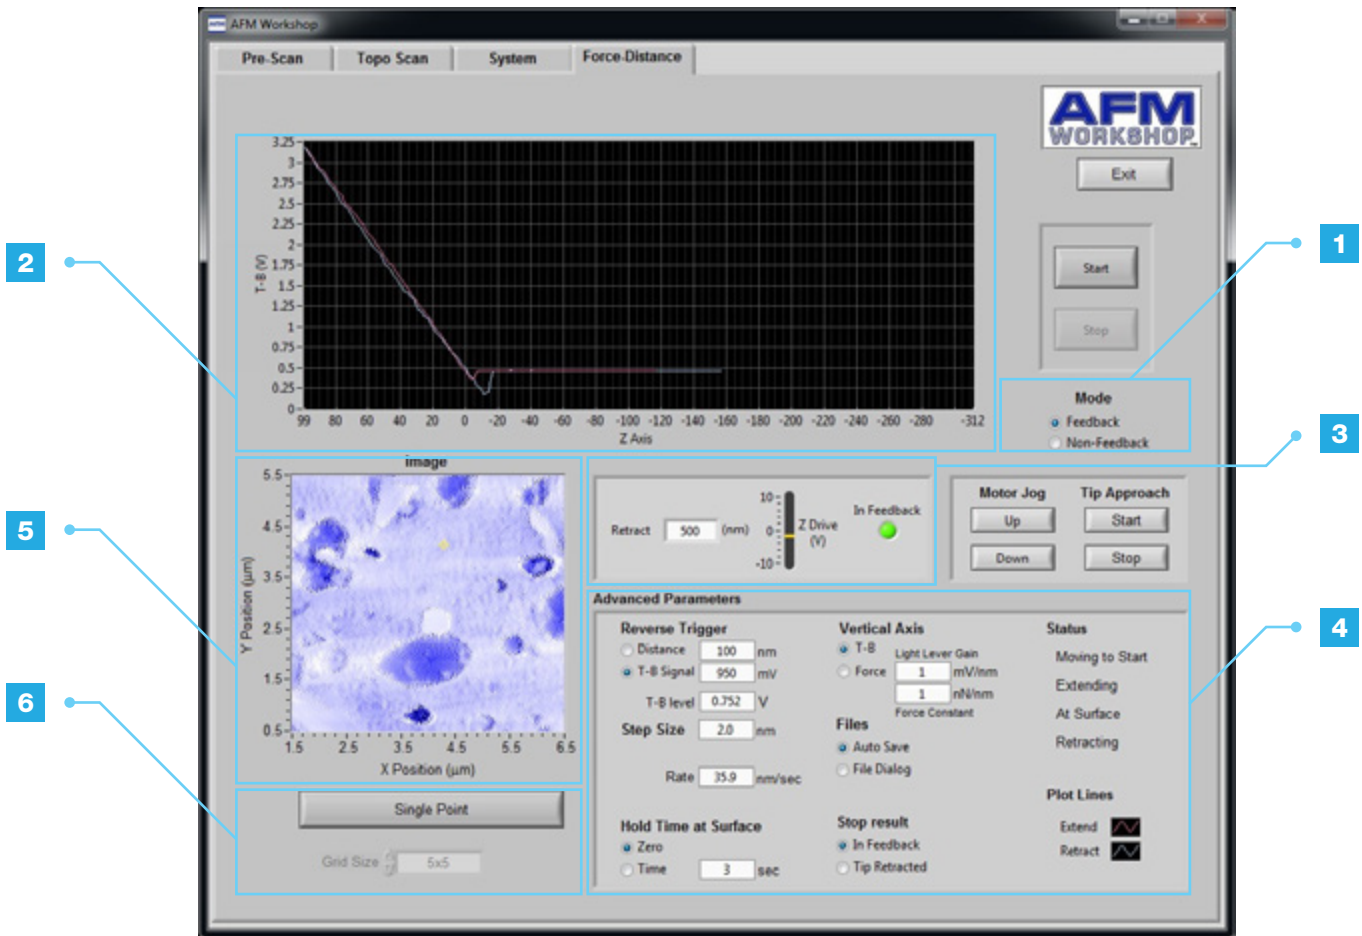 AFM Workshop
Pre-Scan Topo Scan System Force-Distance
AFM
WORKSHOP
Exit
Start
Stop
1
2
3
4
5
6
3.25
3
2.75
2.5
2.25
2
1.75
1.5
1.25
1
0.75
0.5
0.25
0
T-B (V)
99 80 60 40 20 0 -20 -40 -60 -80 -100 -120 -140 -160 -180 -200 -220 -240 -260 -280 -312
Z Axis
Mode
Feedback
Non-Feedback
Image
5.5
4.5
3.5
2.5
1.5
0.5
Y Position (µm)
1.5 2.5 3.5 4.5 5.5 6.5
X Position (µm)
Single Point
Grid Size 5x5
Retract 500 (nm)
10
0
-10
Z Drive
(V)
In Feedback
Motor Jog Tip Approach
Up Start
Down Stop
Advanced Parameters
Reverse Trigger
Distance 100 nm
T-B Signal 950 mV
T-B level 0.752 V
Step Size 2.0 nm
Rate 35.9 nm/sec
Hold Time at Surface
Zero
Time 3 sec
Vertical Axis
T-B Light Lever Gain
Force 1 mV/nm
1 nN/nm
Force Constant
Files
Auto Save
File Dialog
Stop result
In Feedback
Tip Retracted
Status
Moving to Start
Extending
At Surface
Retracting
Plot Lines
Extend
Retract